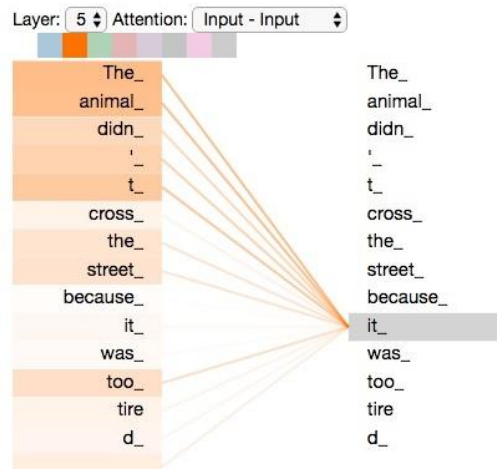 Layer: 5 Attention: Input - Input
The_ The_
animal_ animal_
didn_ didn_
'_ '_
t_ t_
cross_ cross_
the_ the_
street_ street_
because_ because_
it_ it_
was_ was_
too_ too_
tire tire
d_ d_